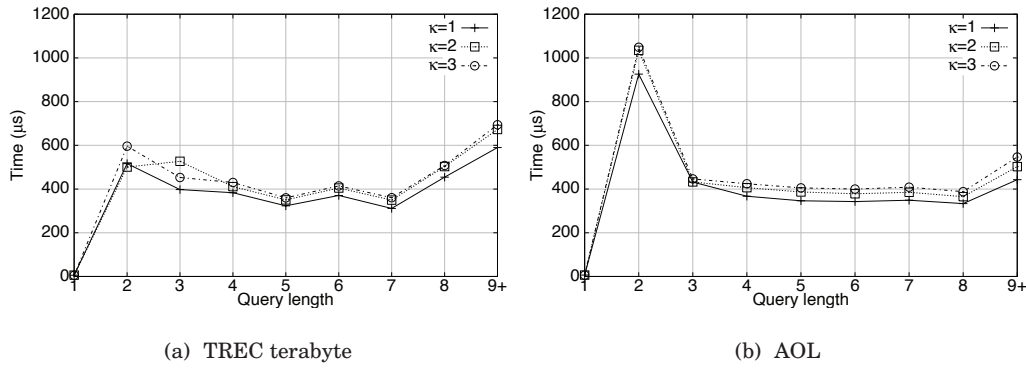 1200
1000
800
600
400
200
0
Time (µs)
κ=1
κ=2
κ=3
1 2 3 4 5 6 7 8 9+
Query length
(a) TREC terabyte
1200
1000
800
600
400
200
0
Time (µs)
κ=1
κ=2
κ=3
1 2 3 4 5 6 7 8 9+
Query length
(b) AOL